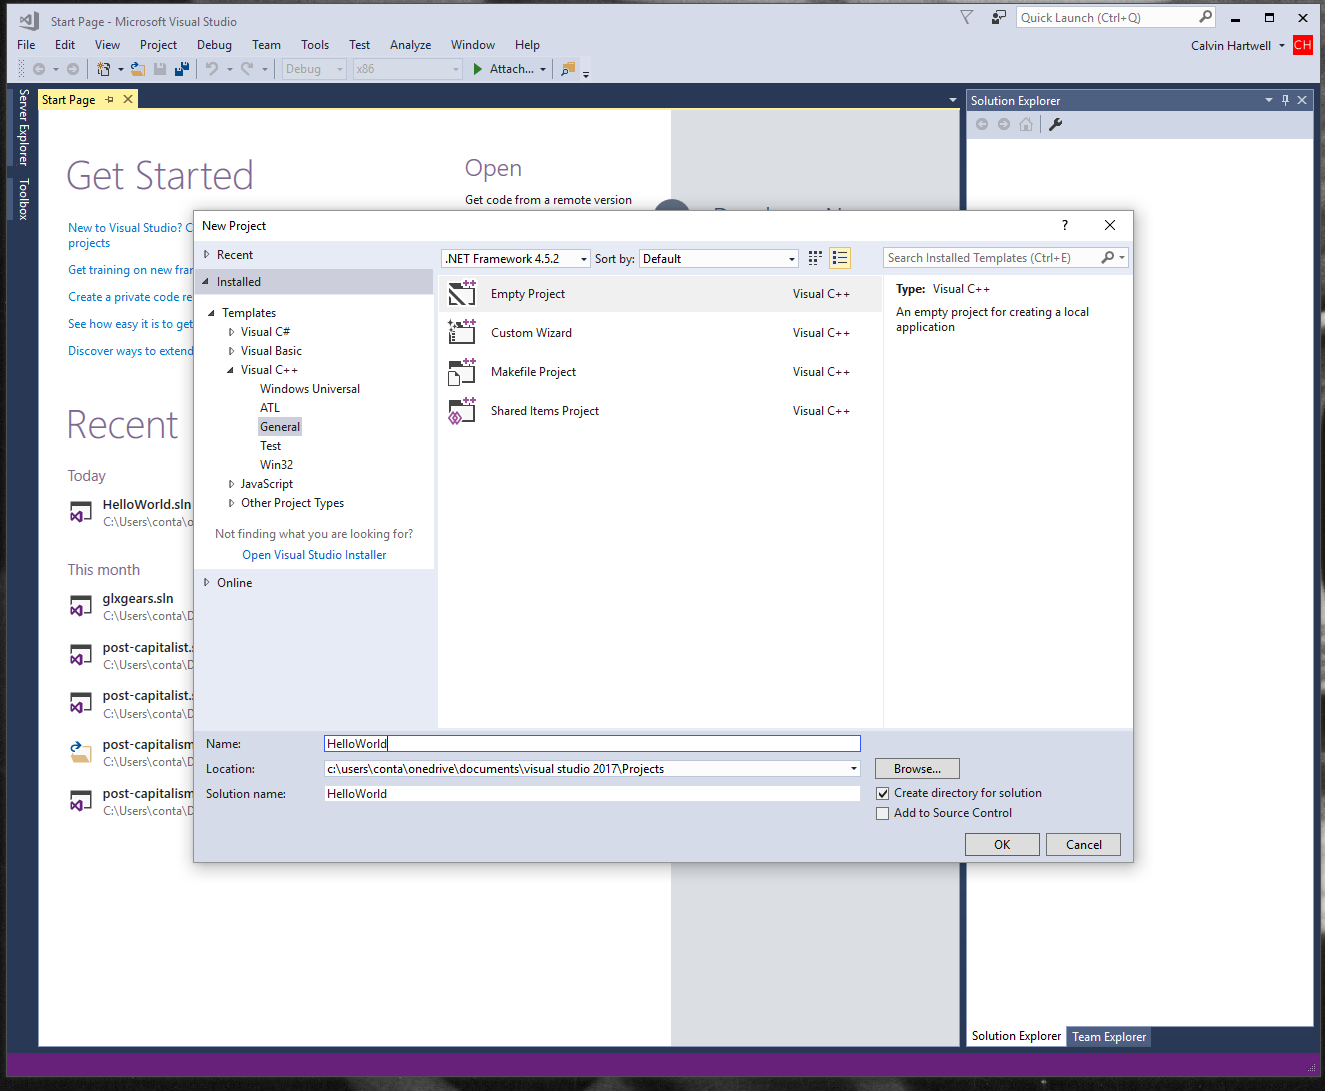 Start Page - Microsoft Visual Studio
Quick Launch (Ctrl+Q)
File Edit View Project Debug Team Tools Test Analyze Window Help
Calvin Hartwell CH
Debug x86 Attach...
Server Explorer
Toolbox
Start Page
Solution Explorer
Get Started
Open
Get code from a remote version
New to Visual Studio? C
projects
Get training on new fra
Create a private code re
See how easy it is to get
Discover ways to extend
Recent
Today
HelloWorld.sln
C:\Users\conta\o
This month
glxgears.sln
C:\Users\conta\D
post-capitalist.s
C:\Users\conta\D
post-capitalist.s
C:\Users\conta\D
post-capitalism
C:\Users\conta\D
post-capitalism
C:\Users\conta\D
New Project
?
Recent
.NET Framework 4.5.2 Sort by: Default
Search Installed Templates (Ctrl+E)
Installed
Templates
Visual C#
Visual Basic
Visual C++
Windows Universal
ATL
General
Test
Win32
JavaScript
Other Project Types
Not finding what you are looking for?
Open Visual Studio Installer
Online
Empty Project Visual C++
Custom Wizard Visual C++
Makefile Project Visual C++
Shared Items Project Visual C++
Type: Visual C++
An empty project for creating a local
application
Name: HelloWorld
Location: c:\users\conta\onedrive\documents\visual studio 2017\Projects Browse...
Solution name: HelloWorld
Create directory for solution
Add to Source Control
OK Cancel
Solution Explorer Team Explorer